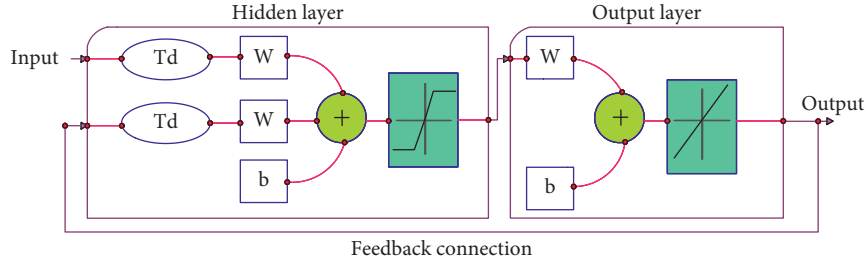 Hidden layer
Output layer
Input
Td
W
W
Td
W
+
+
Output
b
b
Feedback connection